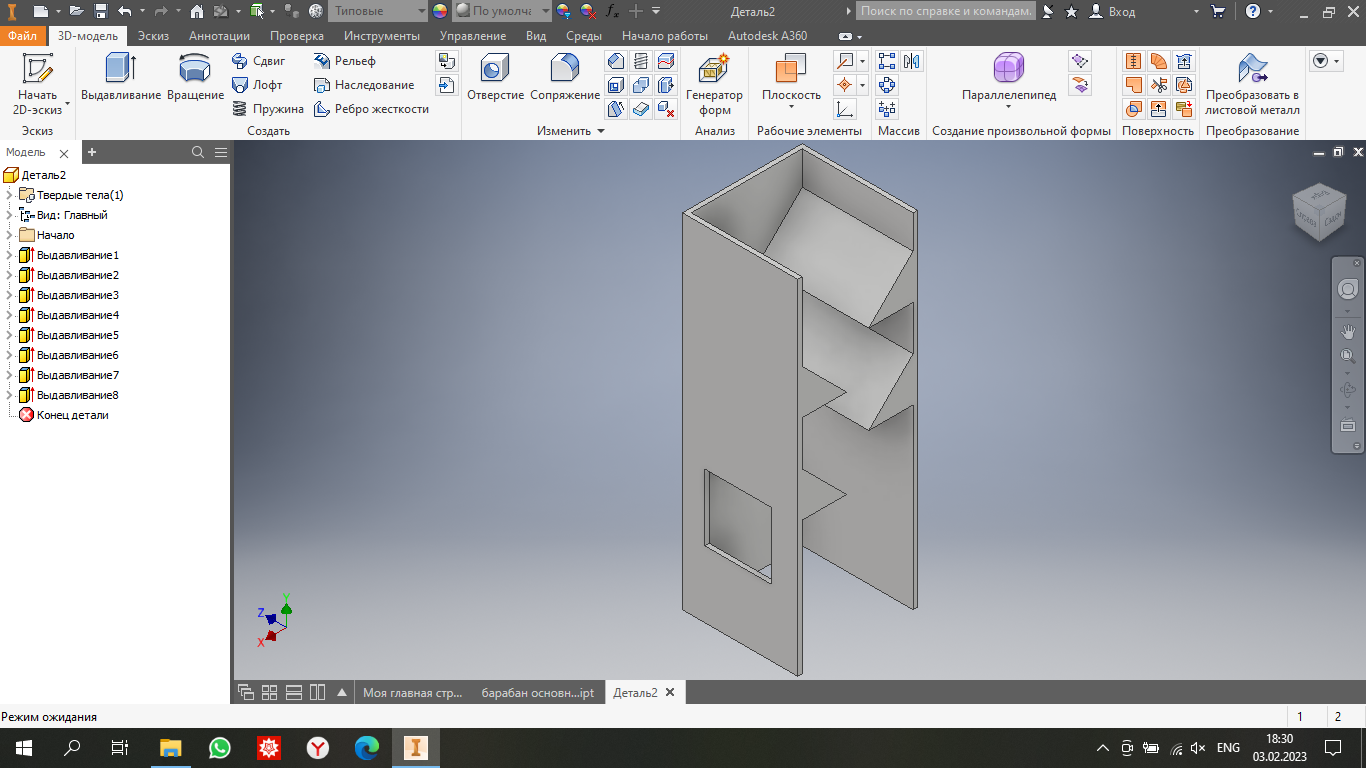 Типовые
По умолча
fx
Деталь2
Поиск по справке и командам.
Вход
Файл
3D-модель
Эскиз
Аннотации
Проверка
Инструменты
Управление
Вид
Среды
Начало работы
Autodesk A360
Начать
2D-эскиз
Выдавливание
Вращение
Сдвиг
Лофт
Пружина
Рельеф
Наследование
Ребро жесткости
Отверстие
Сопряжение
Генератор
форм
Плоскость
Параллелепипед
Преобразовать в
листовой металл
Эскиз
Создать
Изменить
Анализ
Рабочие элементы
Массив
Создание произвольной формы
Поверхность
Преобразование
Модель
Деталь2
Твердые тела(1)
Вид: Главный
Начало
Выдавливание1
Выдавливание2
Выдавливание3
Выдавливание4
Выдавливание5
Выдавливание6
Выдавливание7
Выдавливание8
Конец детали
Y
Z
X
Моя главная стр...
барабан основн...ipt
Деталь2
Режим ожидания
1
2
ENG
18:30
03.02.2023